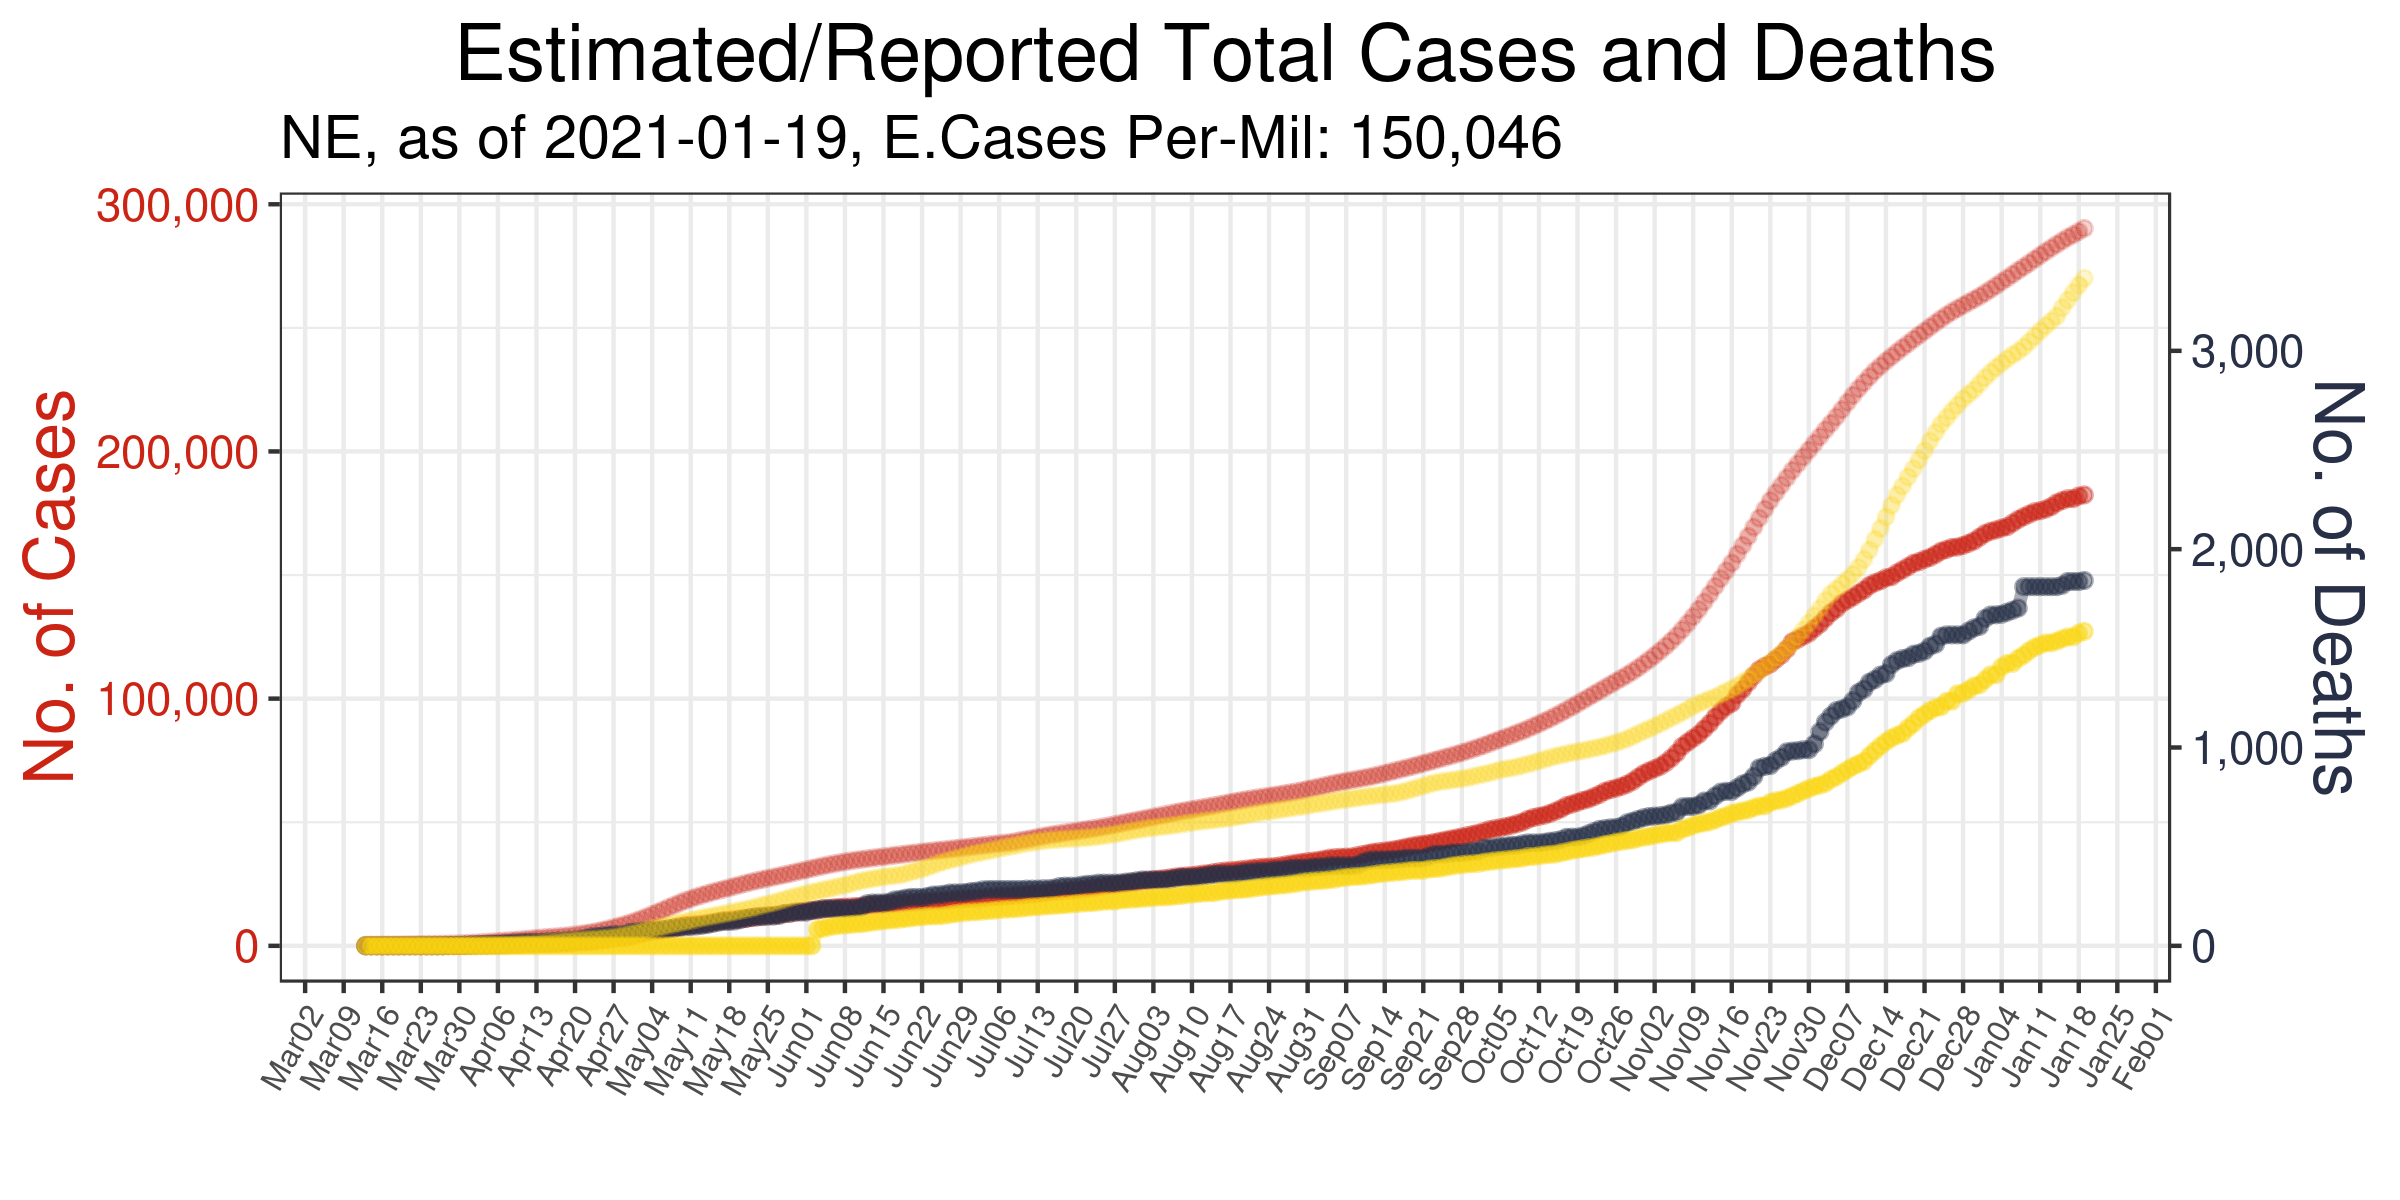 Estimated/Reported Total Cases and Deaths
NE, as of 2021-01-19, E.Cases Per-Mil: 150,046
No. of Cases
300,000
200,000
100,000
0
No. of Deaths
3,000
2,000
1,000
0
Mar02
Mar09
Mar16
Mar23
Mar30
Apr06
Apr13
Apr20
Apr27
May04
May11
May18
May25
Jun01
Jun08
Jun15
Jun22
Jun29
Jul06
Jul13
Jul20
Jul27
Aug03
Aug10
Aug17
Aug24
Aug31
Sep07
Sep14
Sep21
Sep28
Oct05
Oct12
Oct19
Oct26
Nov02
Nov09
Nov16
Nov23
Nov30
Dec07
Dec14
Dec21
Dec28
Jan04
Jan11
Jan18
Jan25
Feb01